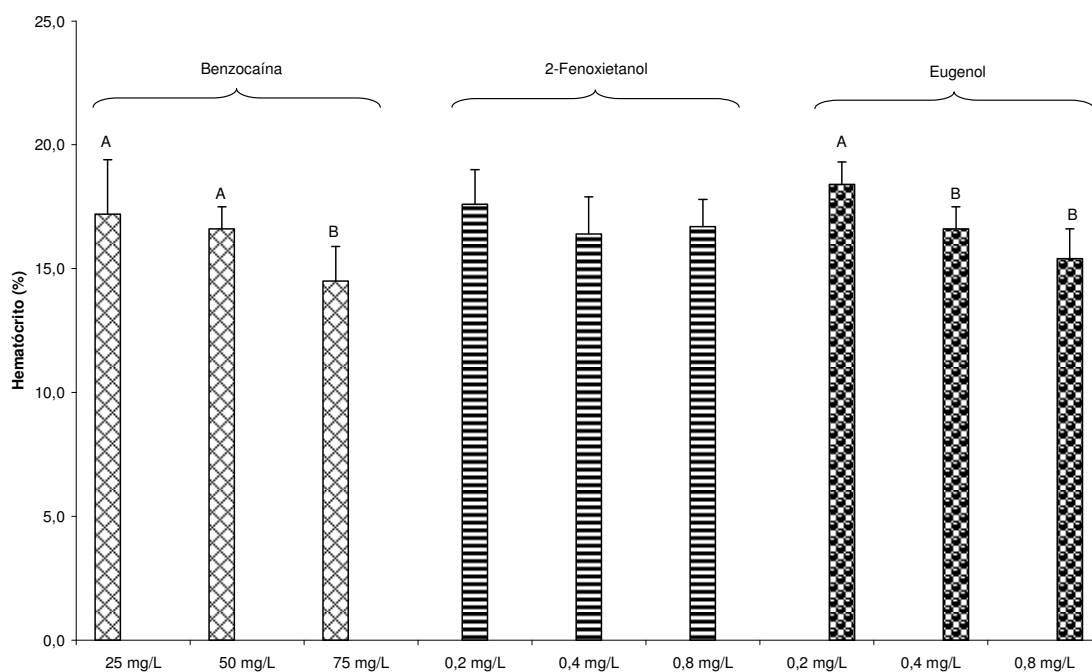 25,0
20,0
15,0
10,0
5,0
0,0
Hematócrito (%)
Benzocaína
2-Fenoxietanol
Eugenol
A
A
B
A
B
B
25 mg/L 50 mg/L 75 mg/L 0,2 mg/L 0,4 mg/L 0,8 mg/L 0,2 mg/L 0,4 mg/L 0,8 mg/L